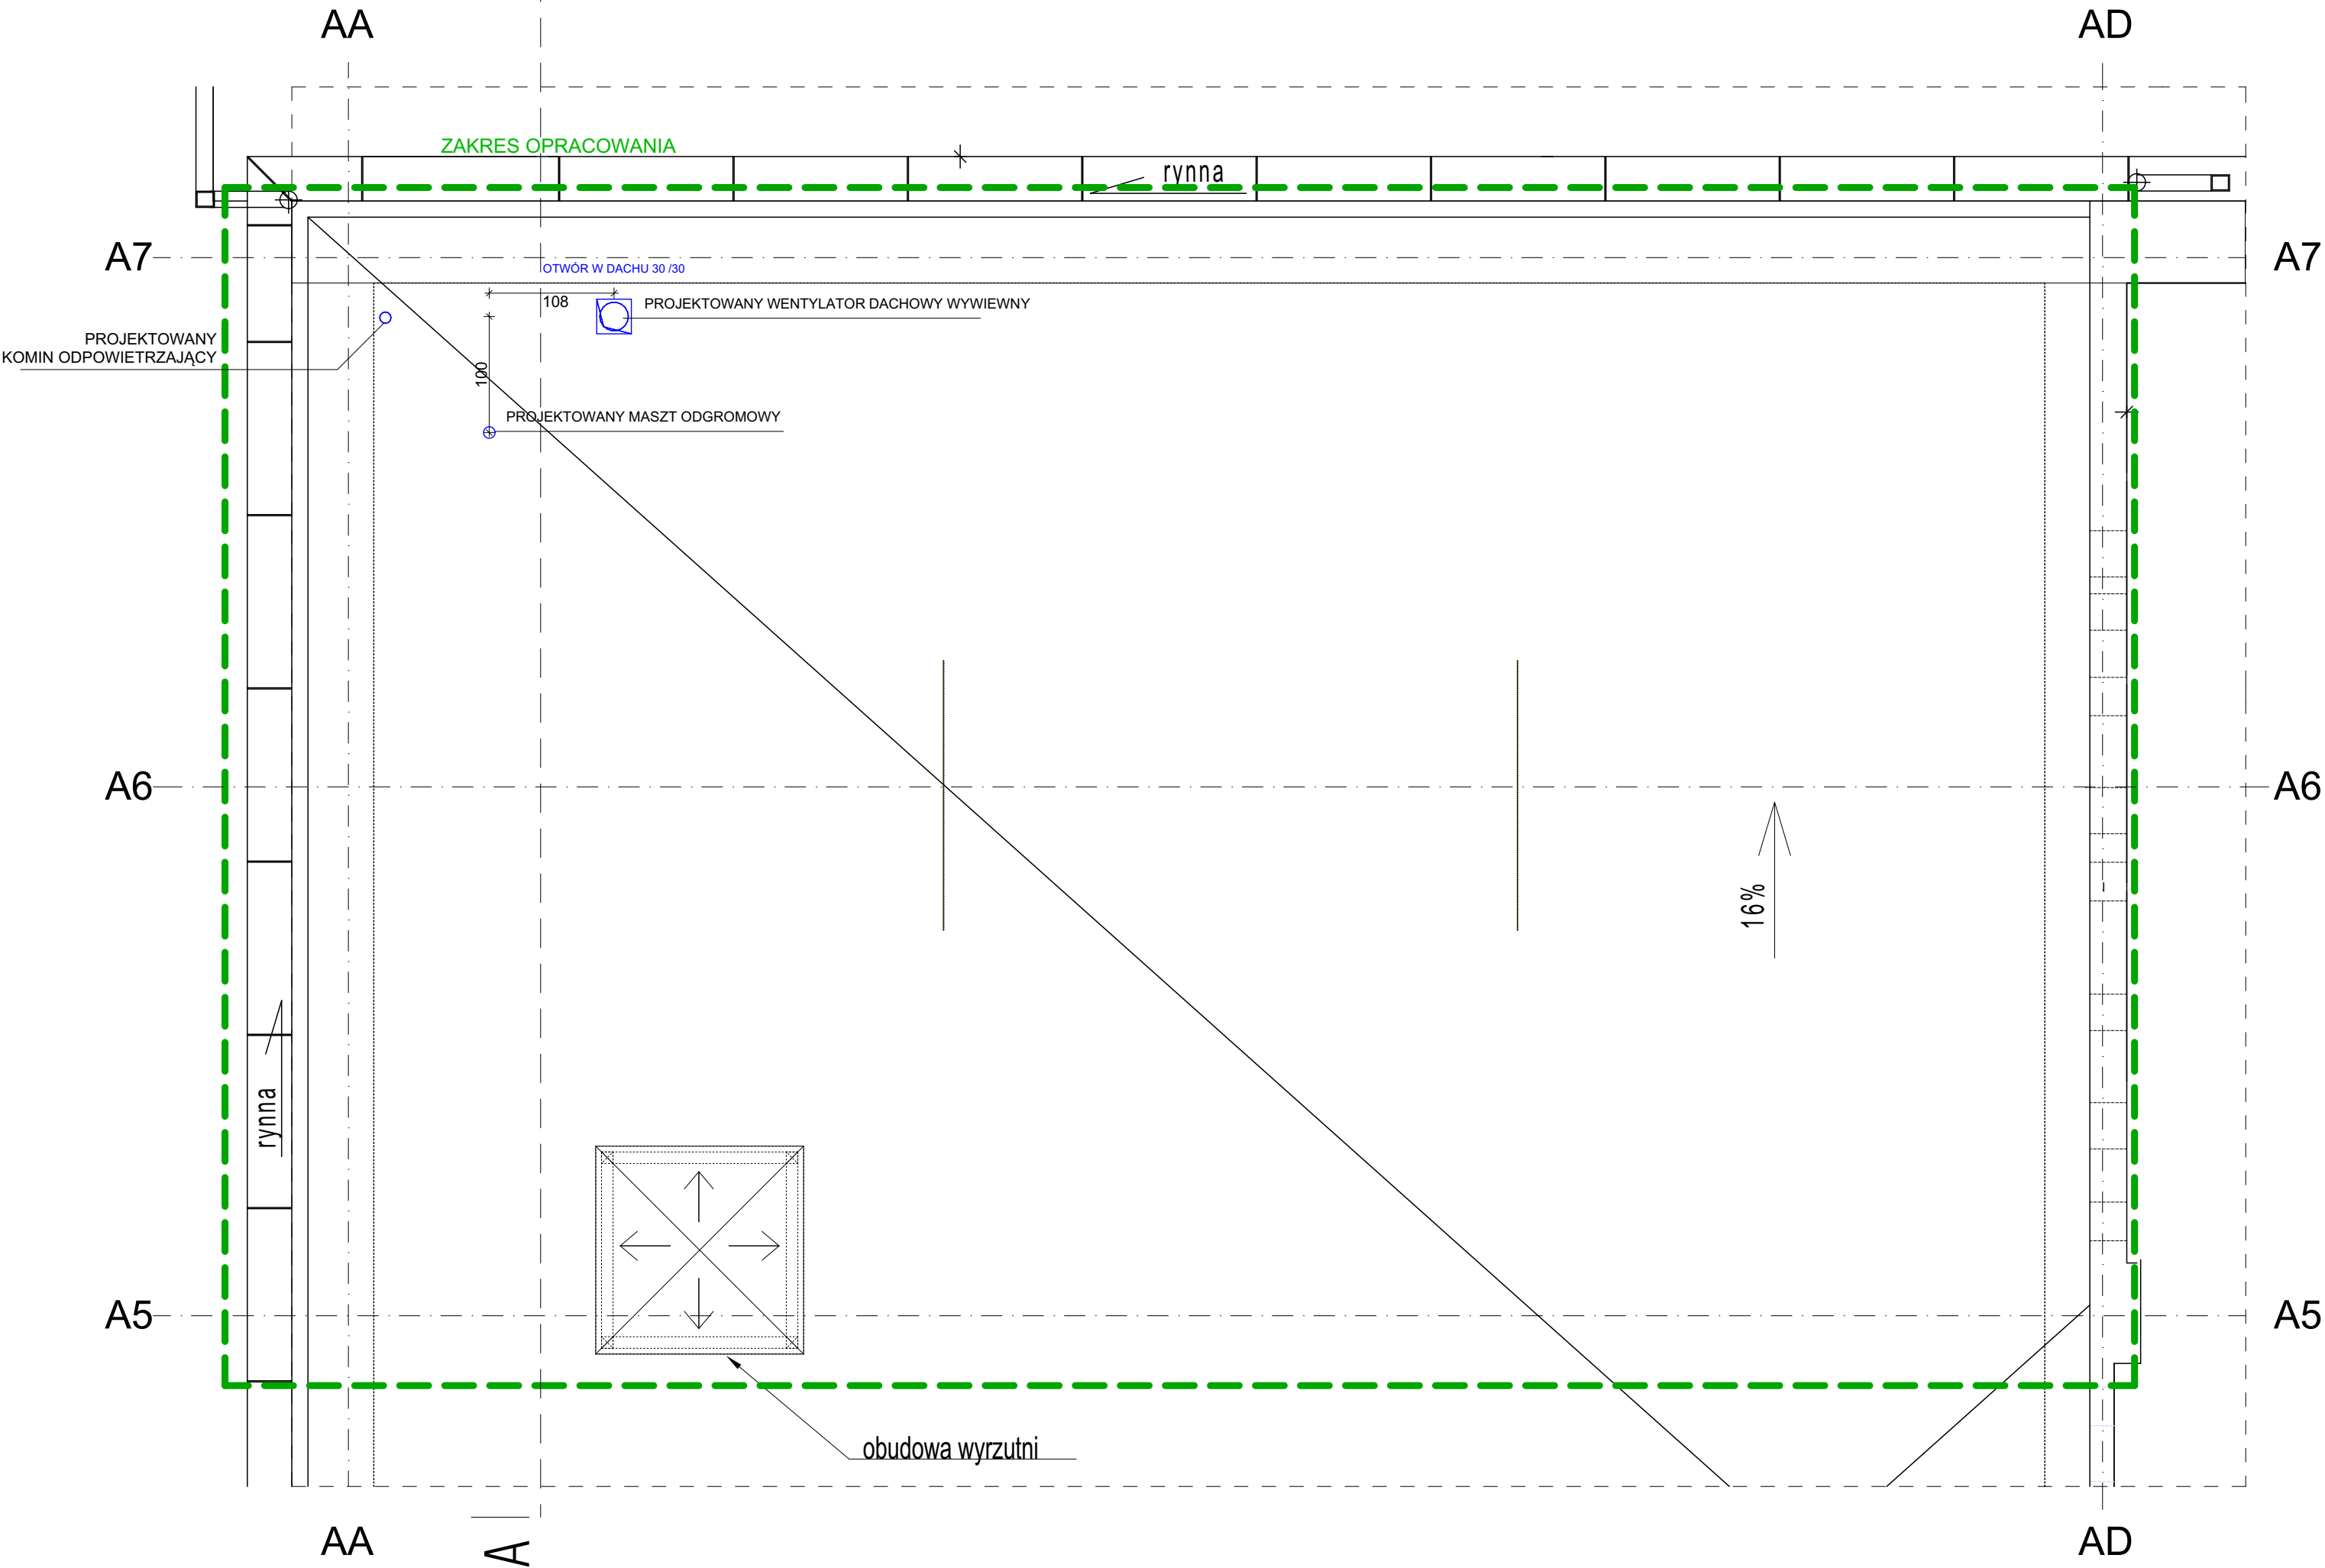 AA
AD
ZAKRES OPRACOWANIA
rynna
A7
A7
OTWÓR W DACHU 30 /30
108
PROJEKTOWANY WENTYLATOR DACHOWY WYWIEWNY
PROJEKTOWANY
KOMIN ODPOWIETRZAJĄCY
100
PROJEKTOWANY MASZT ODGROMOWY
A6
A6
16%
rynna
A5
A5
obudowa wyrzutni
AA
A
AD